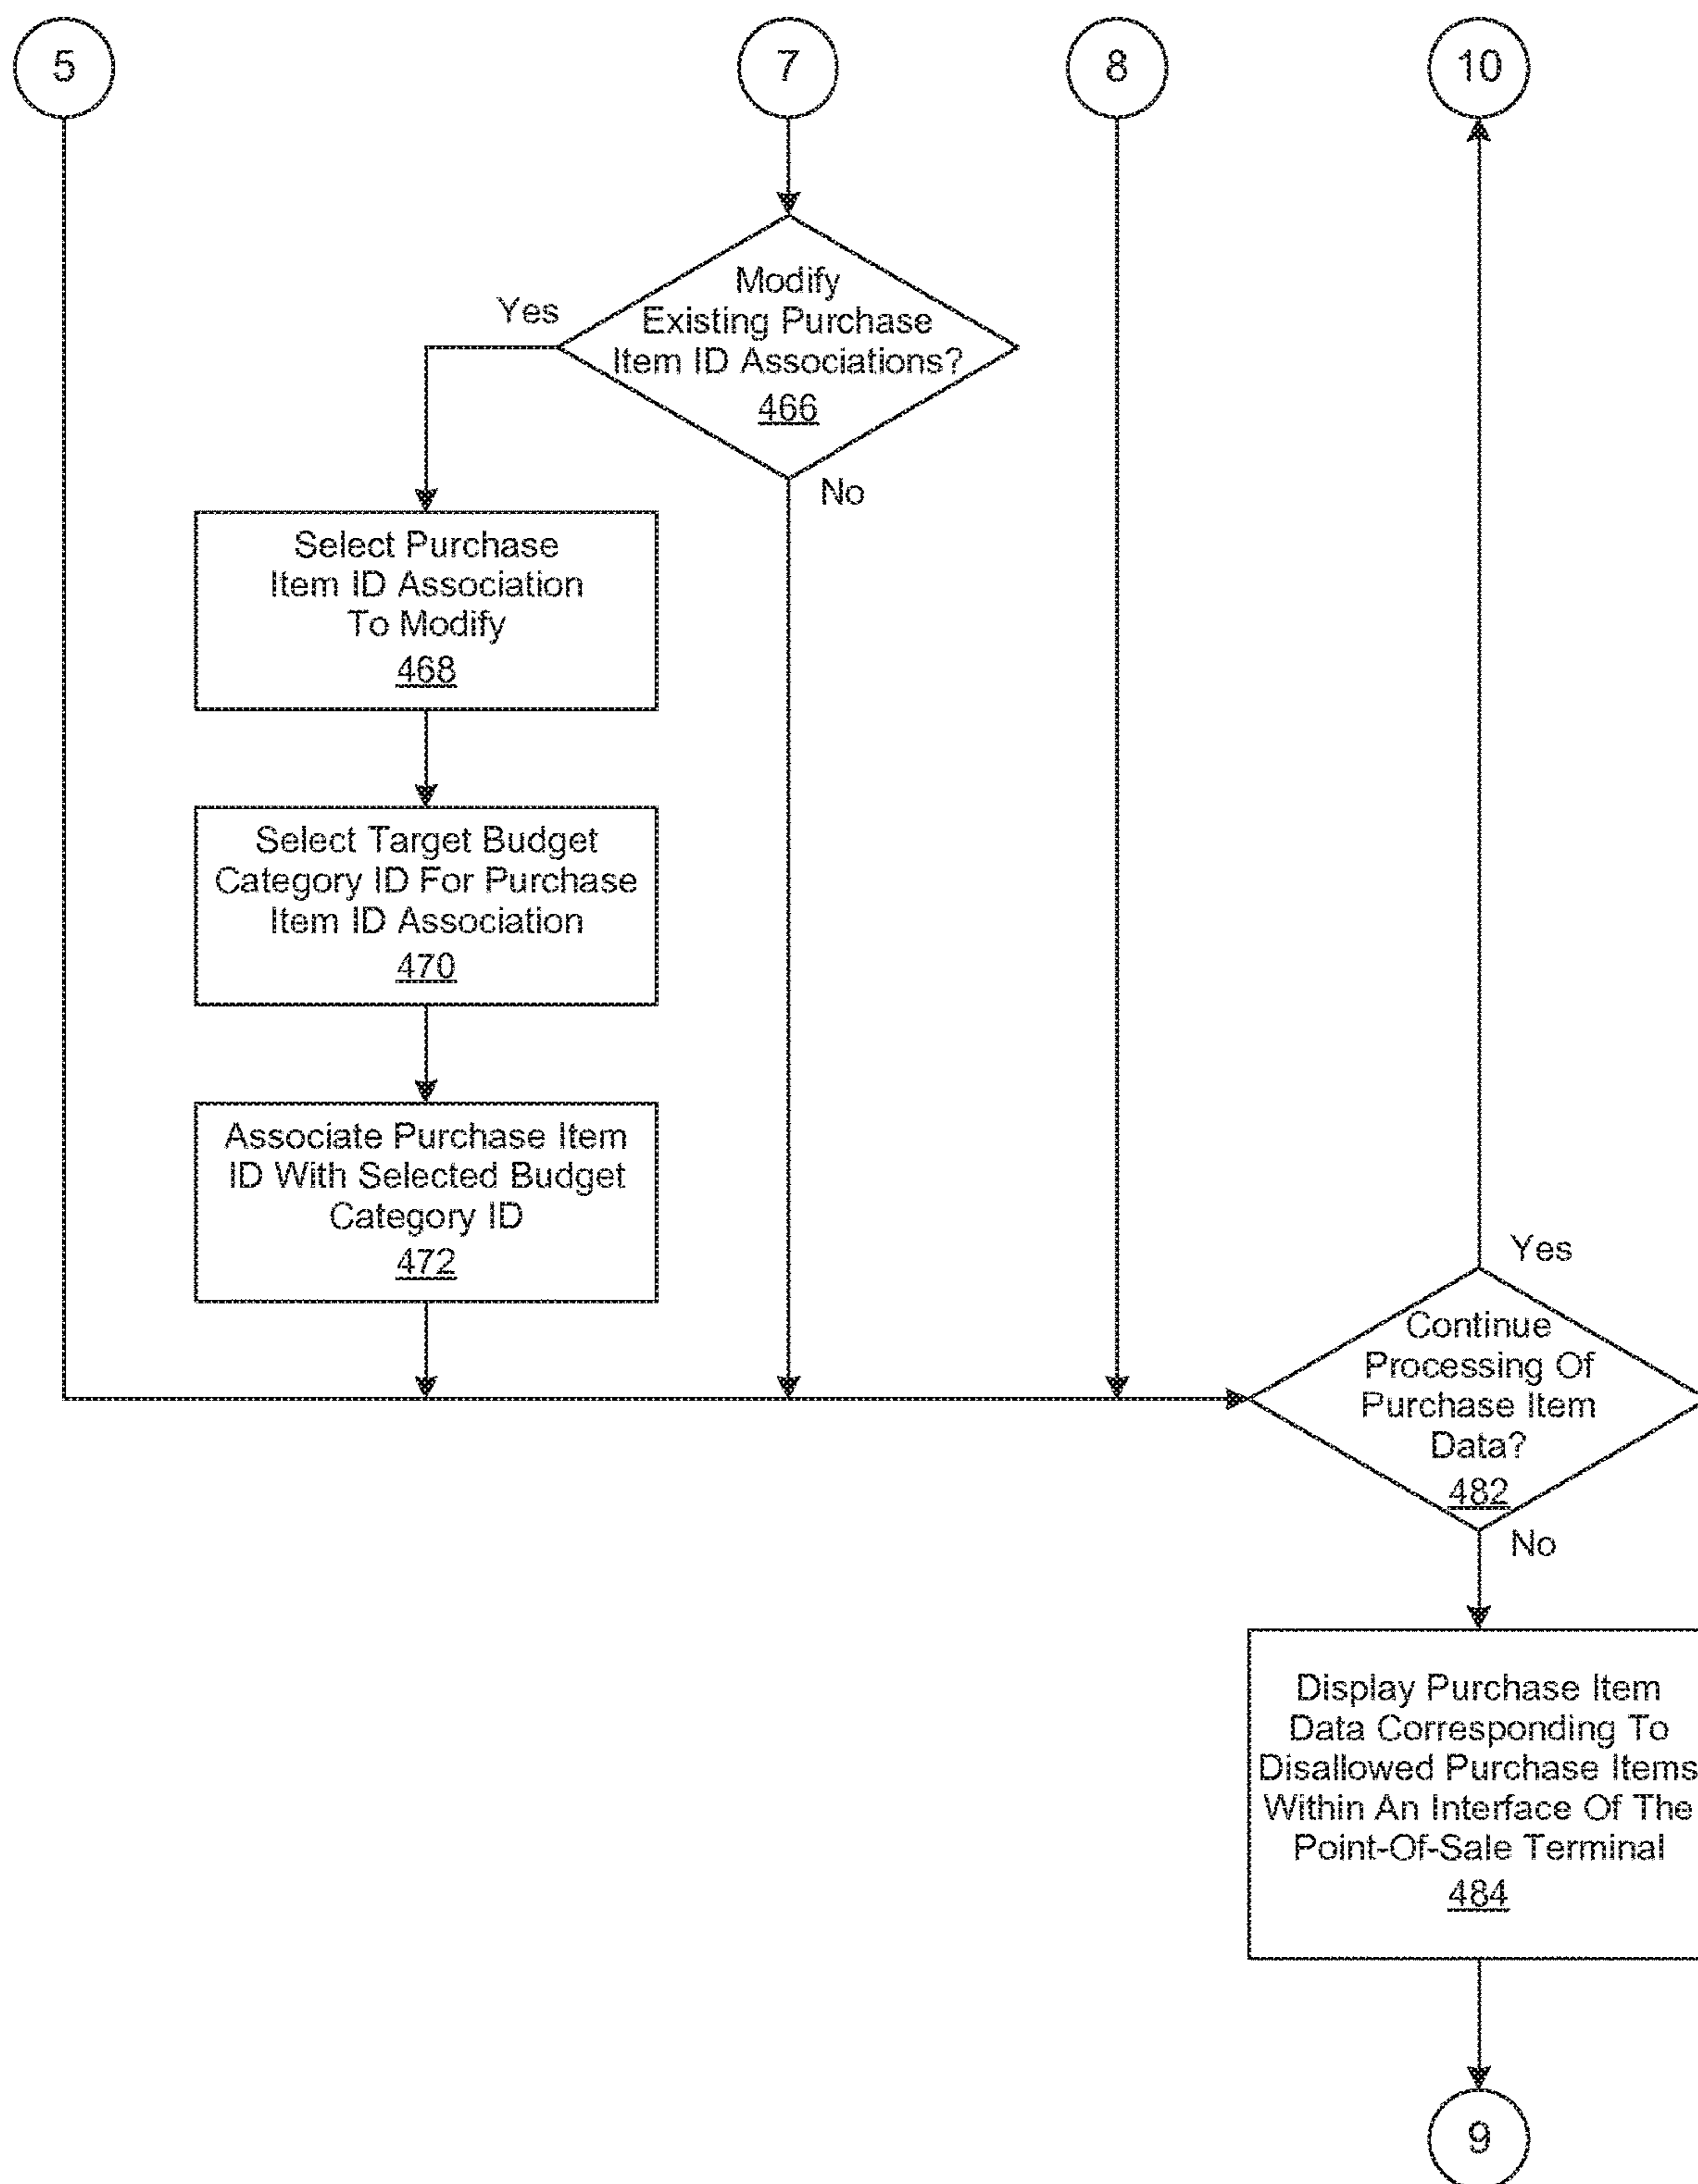 5
7
8
10
Modify
Existing Purchase
Item ID Associations?
466
Yes
No
Select Purchase
Item ID Association
To Modify
468
Select Target Budget
Category ID For Purchase
Item ID Association
470
Associate Purchase Item
ID With Selected Budget
Category ID
472
Yes
Continue
Processing Of
Purchase Item
Data?
482
No
Display Purchase Item
Data Corresponding To
Disallowed Purchase Items
Within An Interface Of The
Point-Of-Sale Terminal
484
9